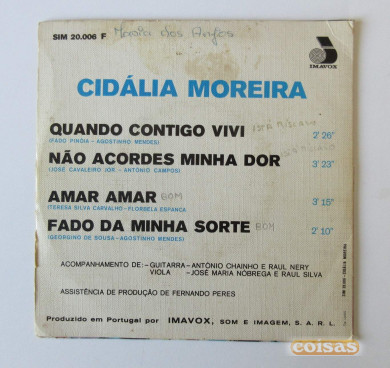 SIM 20.006 F
Maria dos Anjos
IMAVOX
CIDÁLIA MOREIRA
QUANDO CONTIGO VIVI 2' 26"
(FADO PINÓIA - AGOSTINHO MENDES)
NÃO ACORDES MINHA DOR 3' 23"
(JOSÉ CAVALEIRO JOR. - ANTÓNIO CAMPOS)
AMAR AMAR BOM 3' 15"
(TERESA SILVA CARVALHO - FLORBELA ESPANCA
FADO DA MINHA SORTE BOM 2' 10"
(GEORGINO DE SOUSA - AGOSTINHO MENDES)
ACOMPANHAMENTO DE: - GUITARRA - ANTÓNIO CHAINHO E RAUL NERY
VIOLA - JOSÉ MARIA NÓBREGA E RAUL SILVA
ASSISTÊNCIA DE PRODUÇÃO DE FERNANDO PERES
Produzido em Portugal por IMAVOX, SOM E IMAGEM, S. A. R. L.
coisas